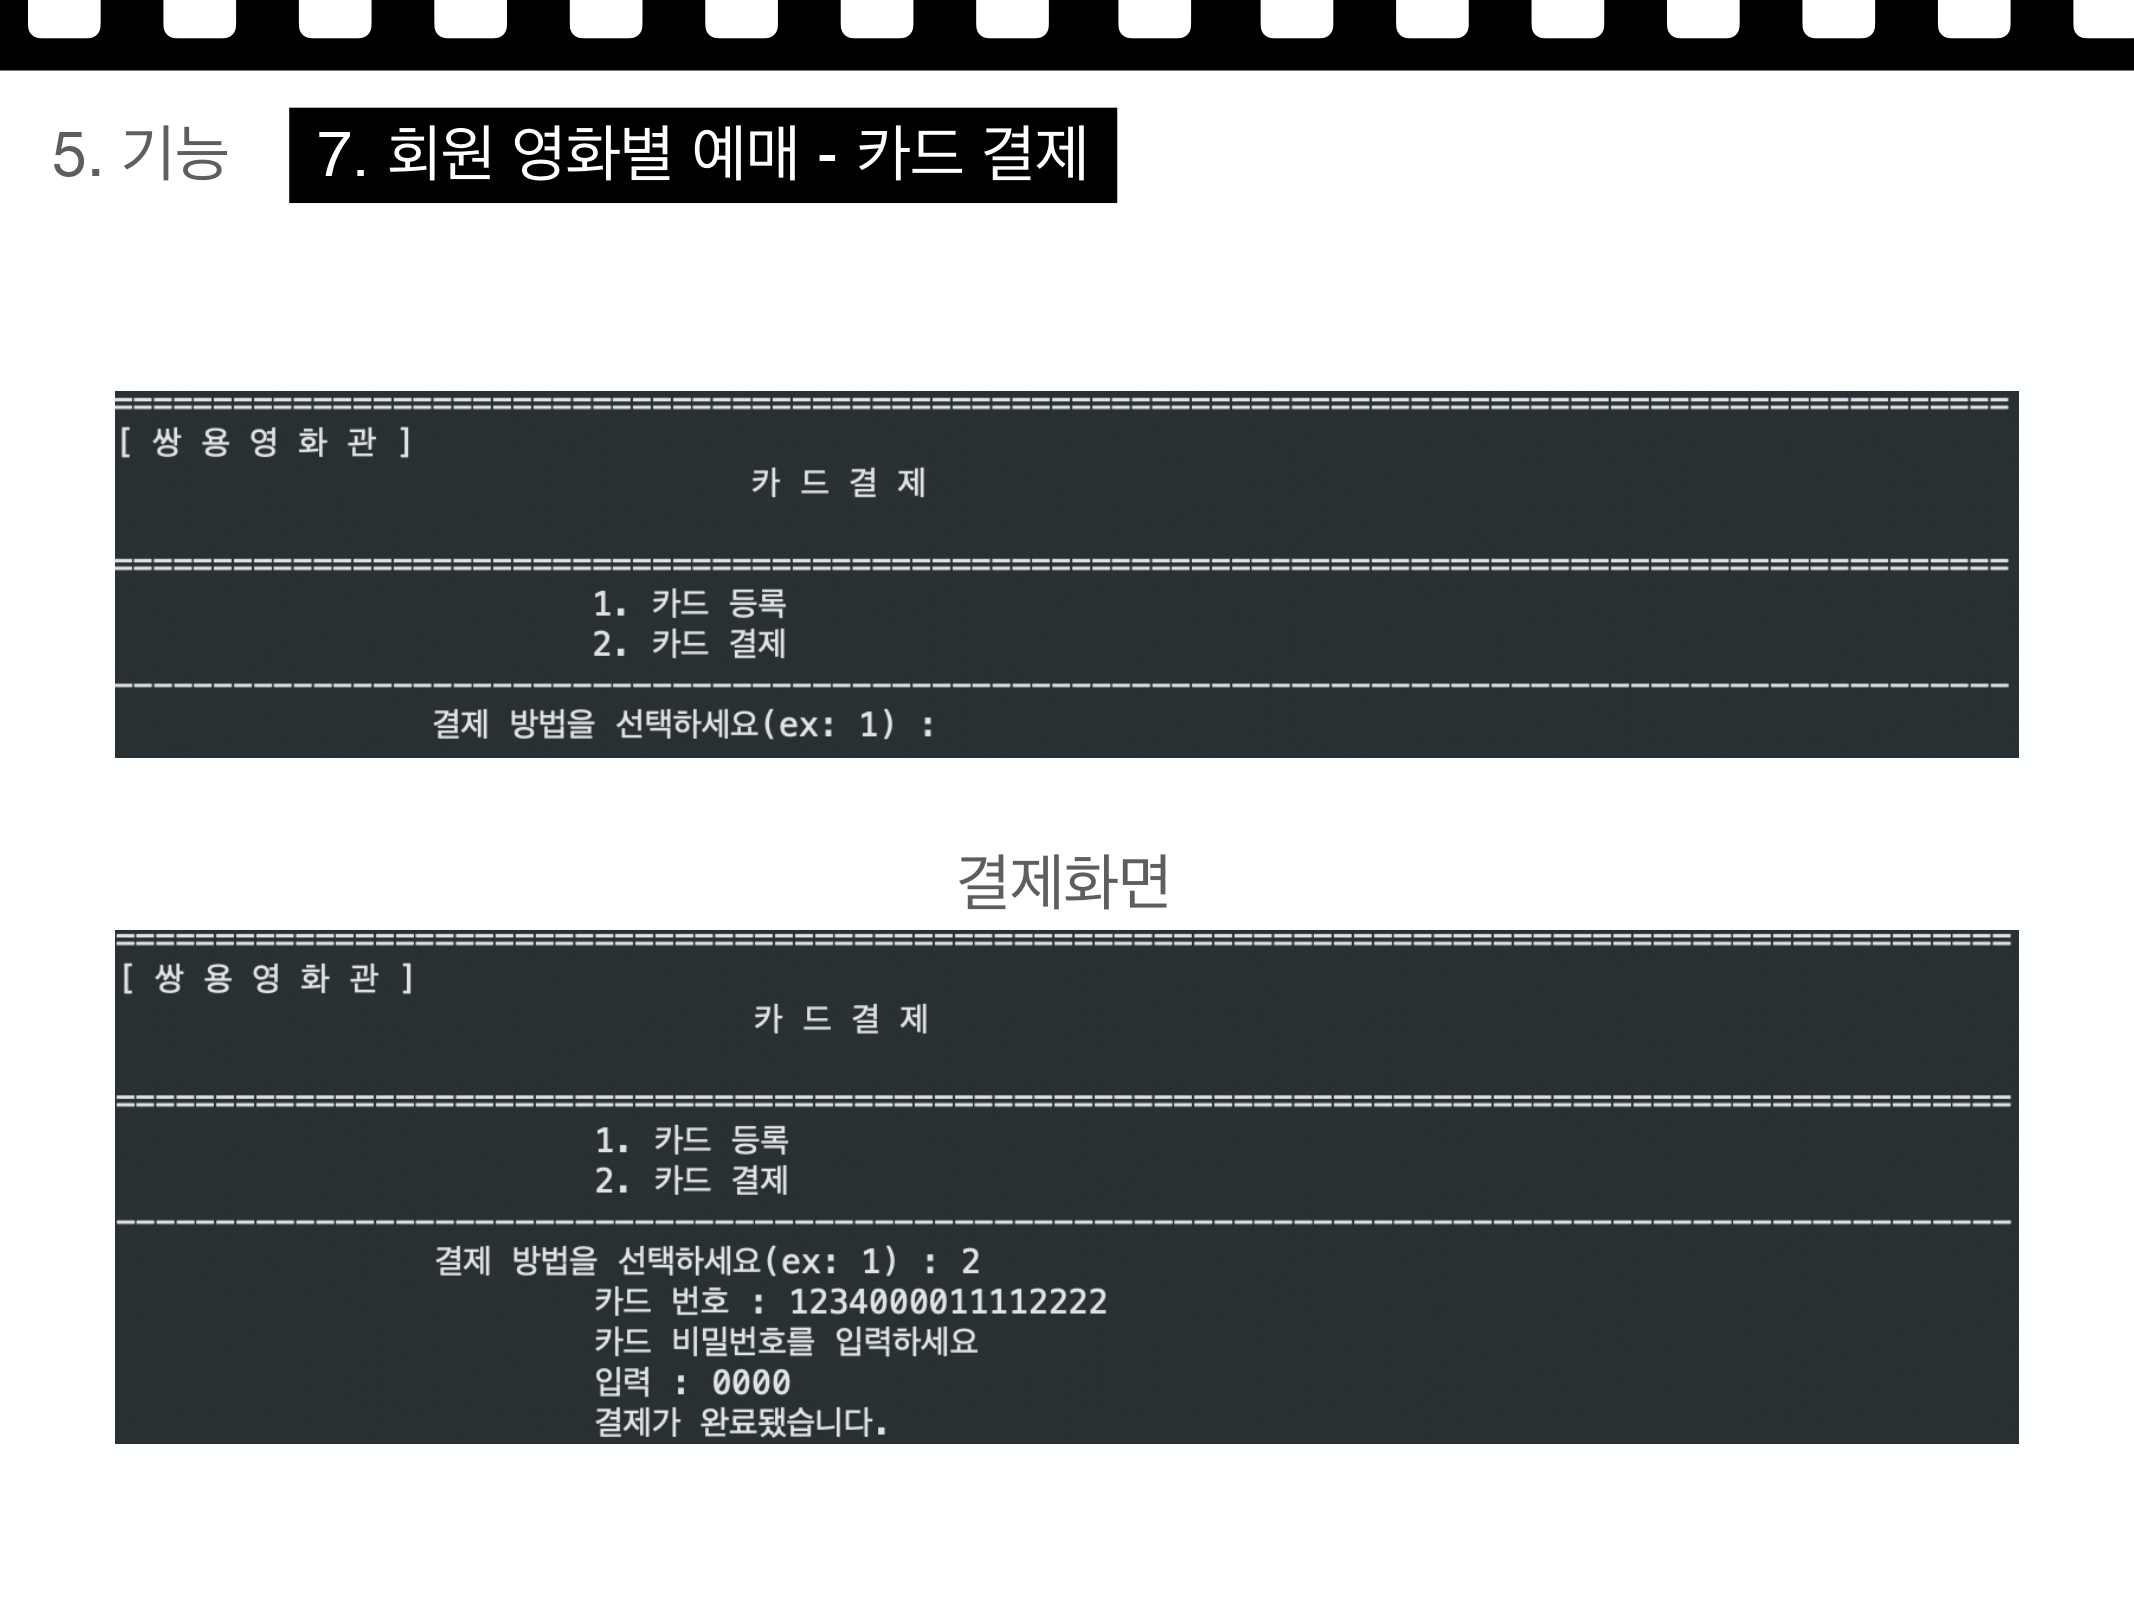 5. 기능
7. 회원 영화별 예매 - 카드 결제
===============================================================================================
[ 쌍 용 영 화 관 ]
카 드 결 제
===============================================================================================
1. 카드 등록
2. 카드 결제
-----------------------------------------------------------------------------------------------
결제 방법을 선택하세요(ex: 1) :
결제화면
===============================================================================================
[ 쌍 용 영 화 관 ]
카 드 결 제
===============================================================================================
1. 카드 등록
2. 카드 결제
-----------------------------------------------------------------------------------------------
결제 방법을 선택하세요(ex: 1) : 2
카드 번호 : 1234000011112222
카드 비밀번호를 입력하세요
입력 : 0000
결제가 완료됐습니다.